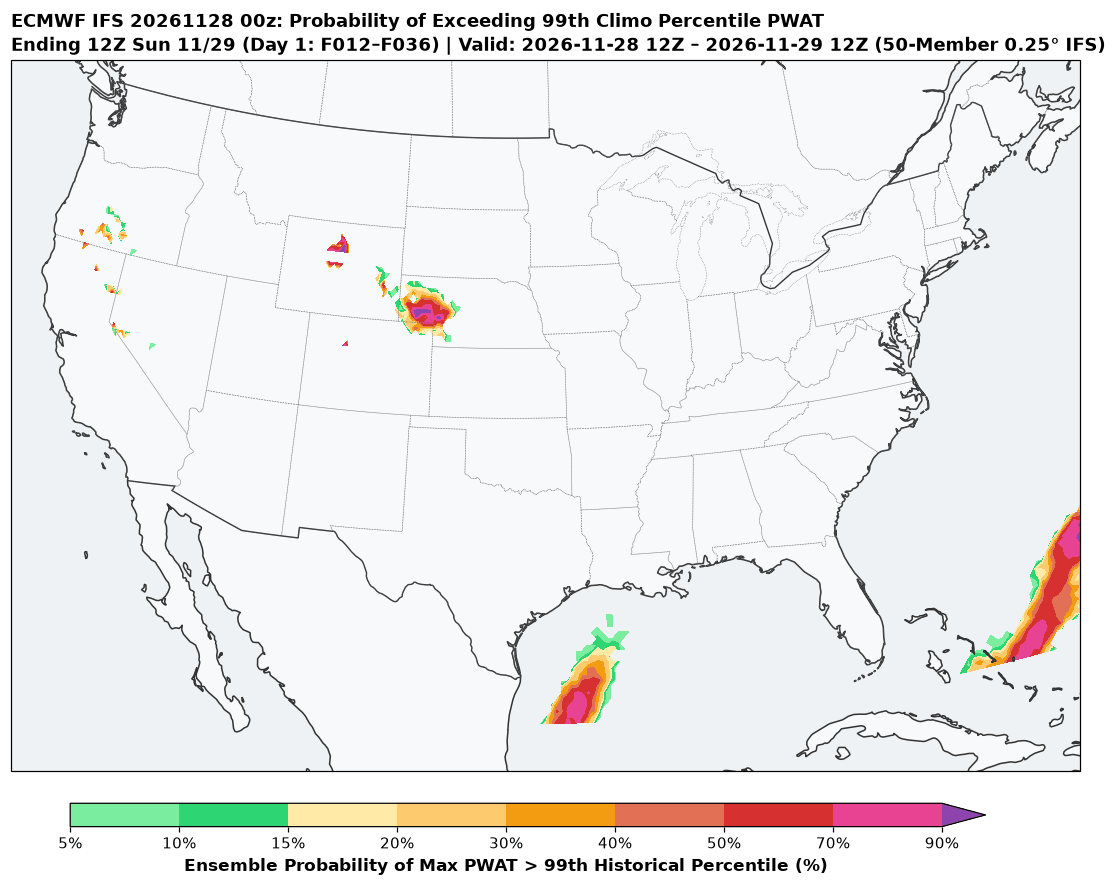 ECMWF IFS 20261128 00z: Probability of Exceeding 99th Climo Percentile PWAT
Ending 12Z Sun 11/29 (Day 1: F012–F036) | Valid: 2026-11-28 12Z – 2026-11-29 12Z (50-Member 0.25° IFS)
5% 10% 15% 20% 30% 40% 50% 70% 90%
Ensemble Probability of Max PWAT > 99th Historical Percentile (%)